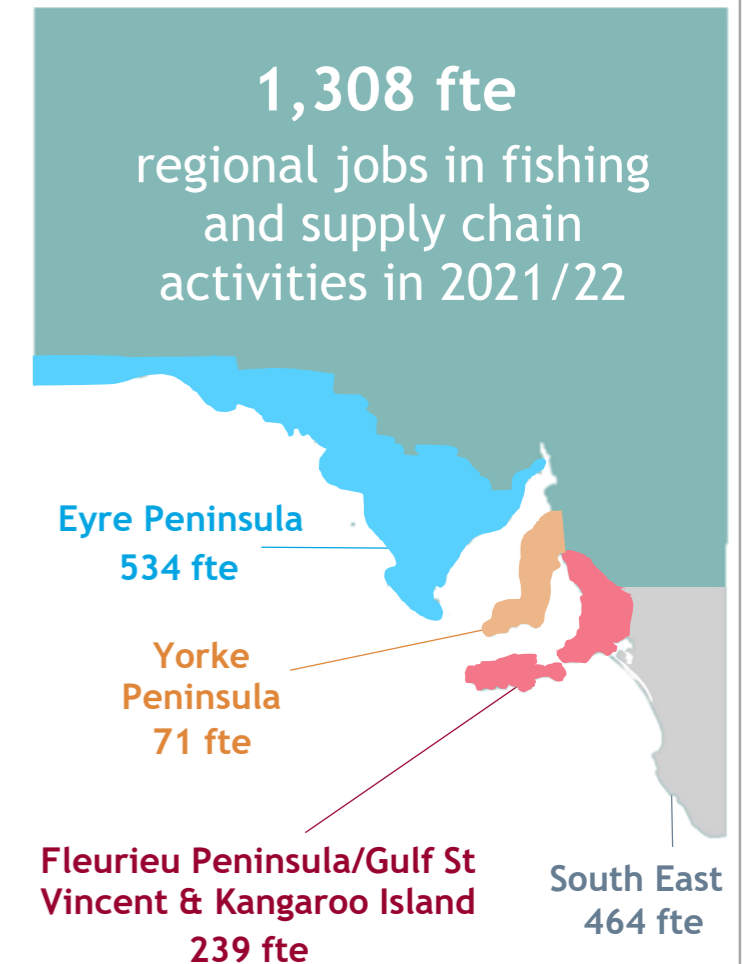 1,308 fte
regional jobs in fishing
and supply chain
activities in 2021/22
Eyre Peninsula
534 fte
Yorke
Peninsula
71 fte
Fleurieu Peninsula/Gulf St
Vincent & Kangaroo Island
239 fte
South East
464 fte